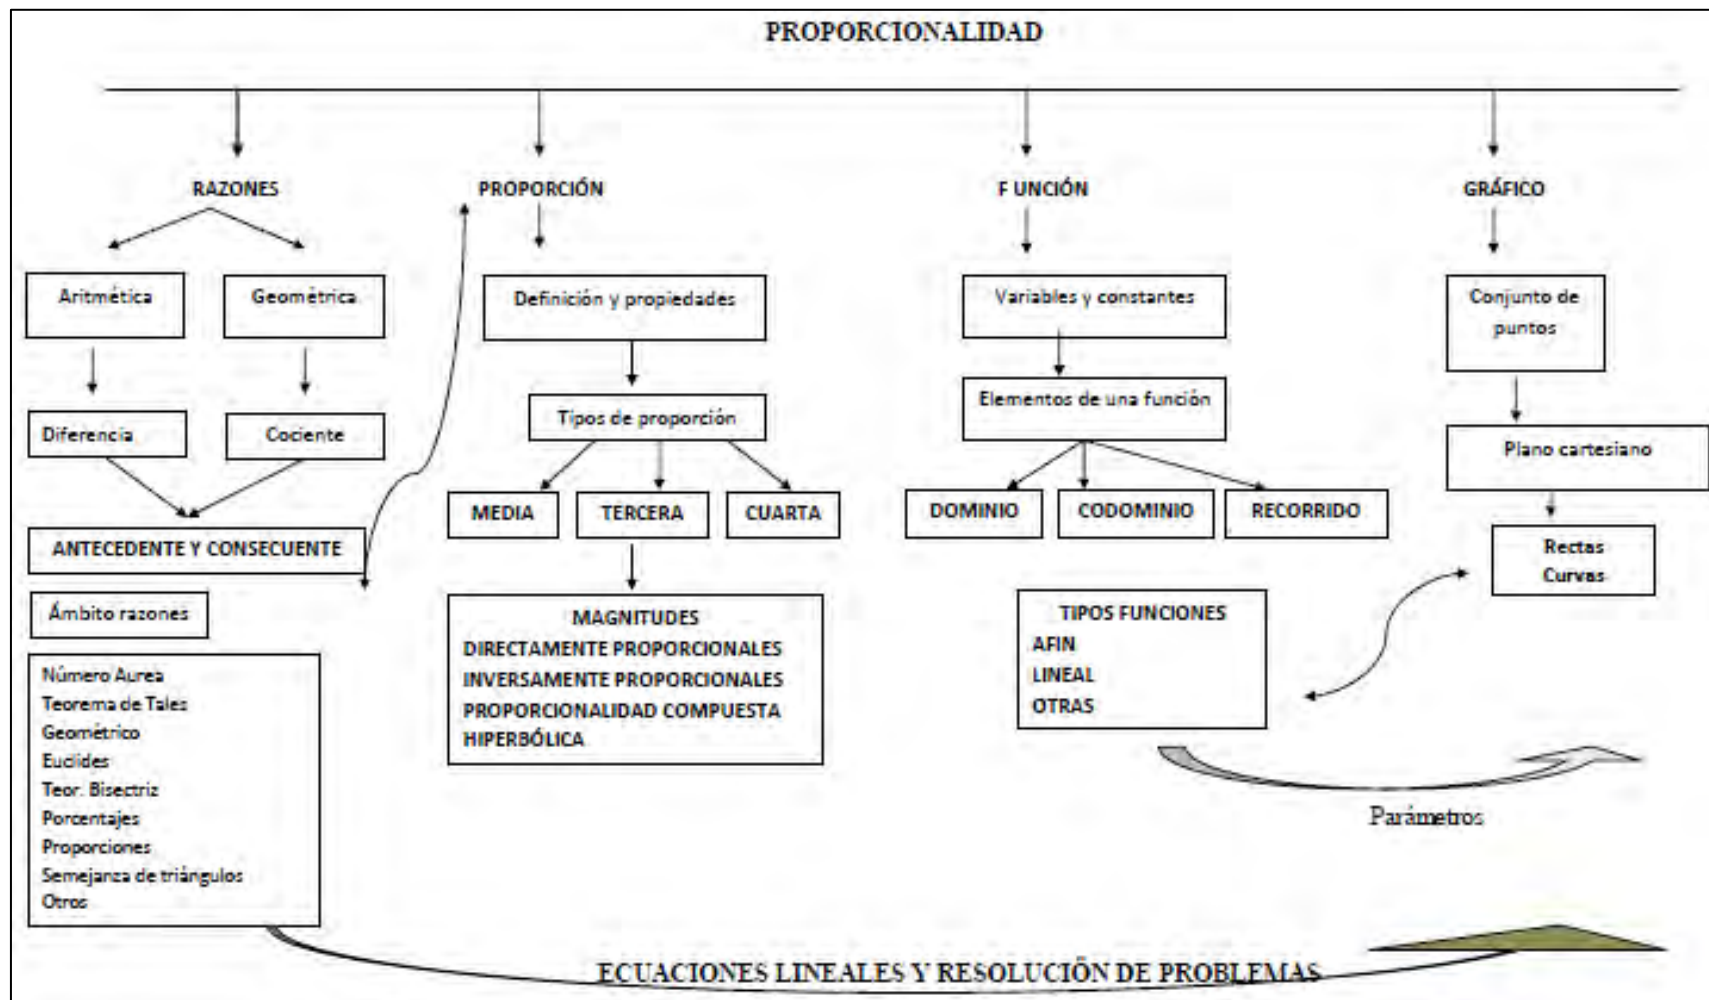 PROPORCIONALIDAD
RAZONES
PROPORCIÓN
F UNCIÓN
GRÁFICO
Aritmética
Geométrica
Definición y propiedades
Variables y constantes
Conjunto de
puntos
Diferencia
Cociente
Tipos de proporción
Elementos de una función
Plano cartesiano
MEDIA
TERCERA
CUARTA
DOMINIO
CODOMINIO
RECORRIDO
ANTECEDENTE Y CONSECUENTE
Rectas
Curvas
Ámbito razones
MAGNITUDES
DIRECTAMENTE PROPORCIONALES
INVERSAMENTE PROPORCIONALES
PROPORCIONALIDAD COMPUESTA
HIPERBÓLICA
TIPOS FUNCIONES
AFIN
LINEAL
OTRAS
Número Aurea
Teorema de Tales
Geométrico
Euclides
Teor. Bisectriz
Porcentajes
Proporciones
Semejanza de triángulos
Otros
Parámetros
ECUACIONES LINEALES Y RESOLUCIÓN DE PROBLEMAS